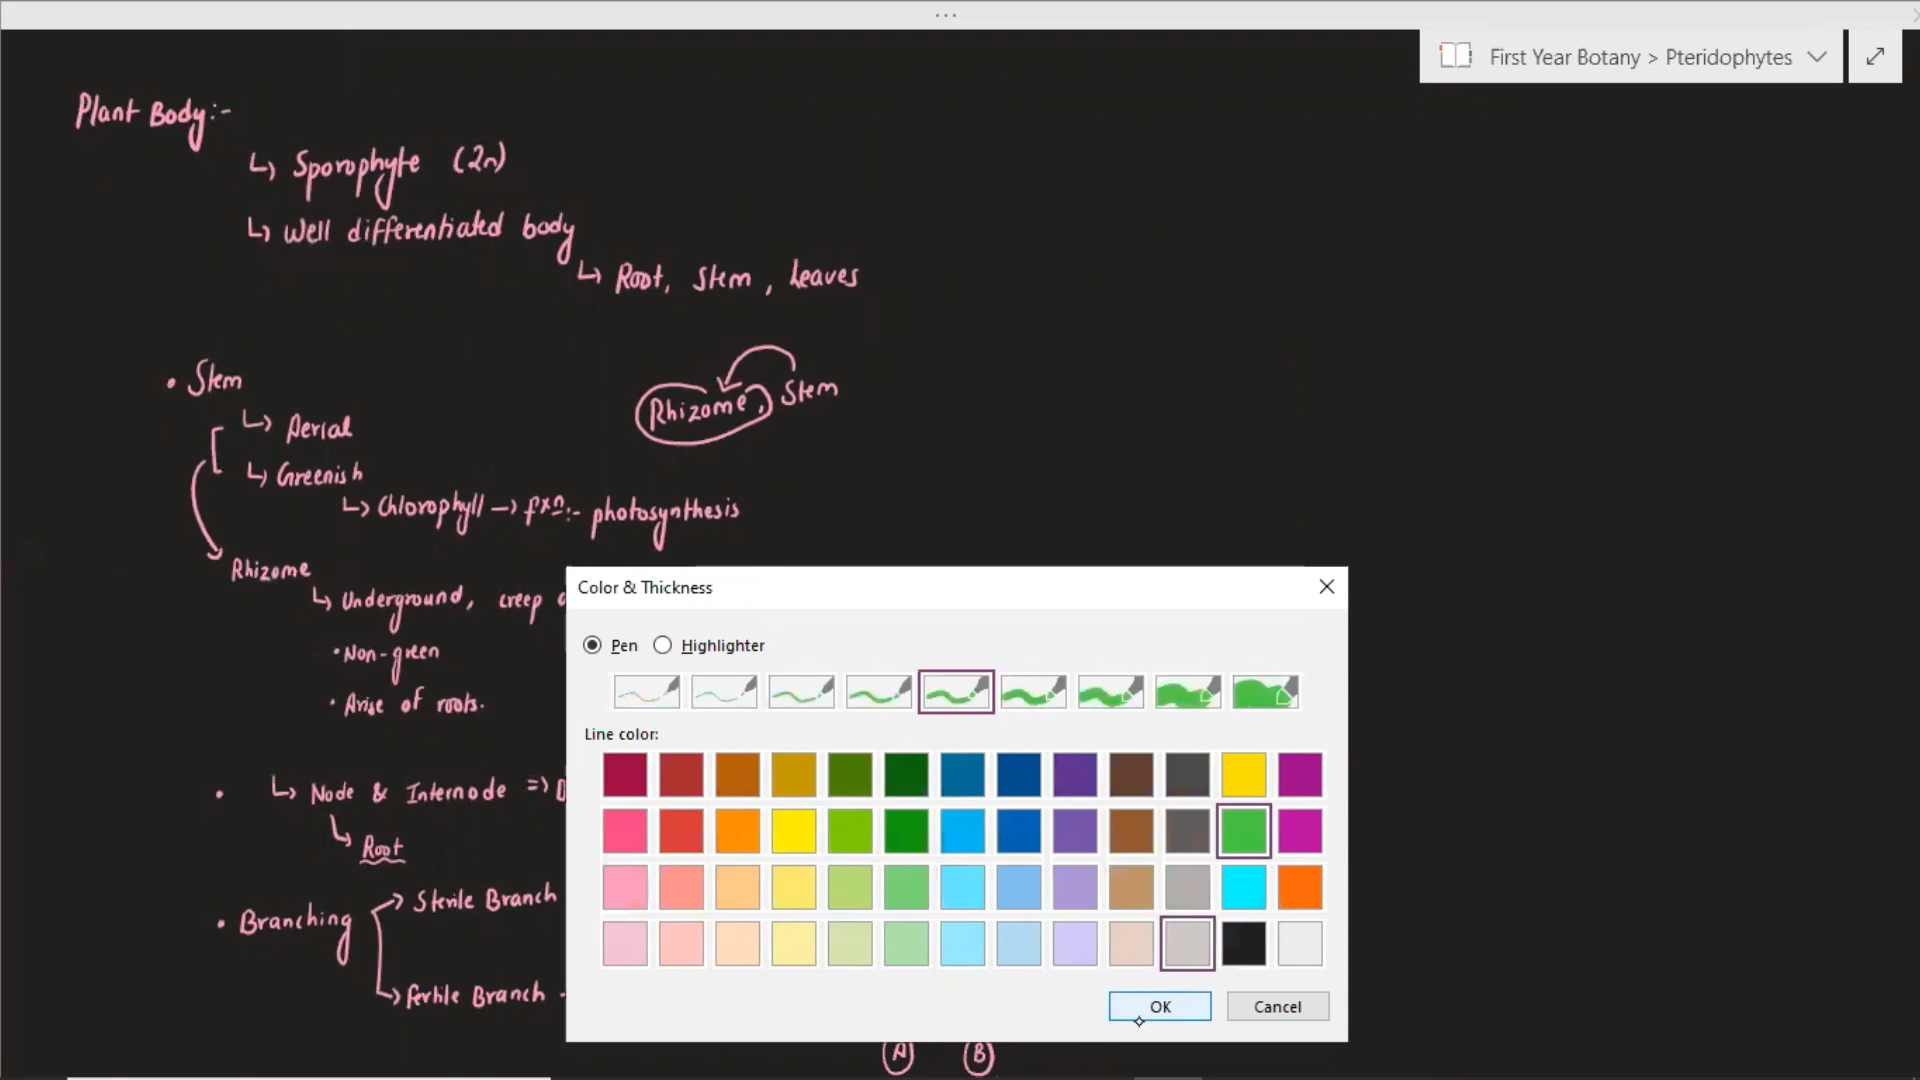 ...
First Year Botany > Pteridophytes
Plant Body:-
↳ Sporophyte (2n)
↳ Well differentiated body
↳ Root, Stem, Leaves
• Stem
Rhizome, Stem
↳ Aerial
↳ Greenish
↳ Chlorophyll → fxn:- photosynthesis
Rhizome
↳ Underground, creep
• Non-green
• Arise of roots.
• ↳ Node & Internode =>
↳ Root
• Branching → Sterile Branch
→ Fertile Branch -
Color & Thickness
Pen Highlighter
Line color:
OK Cancel
A B